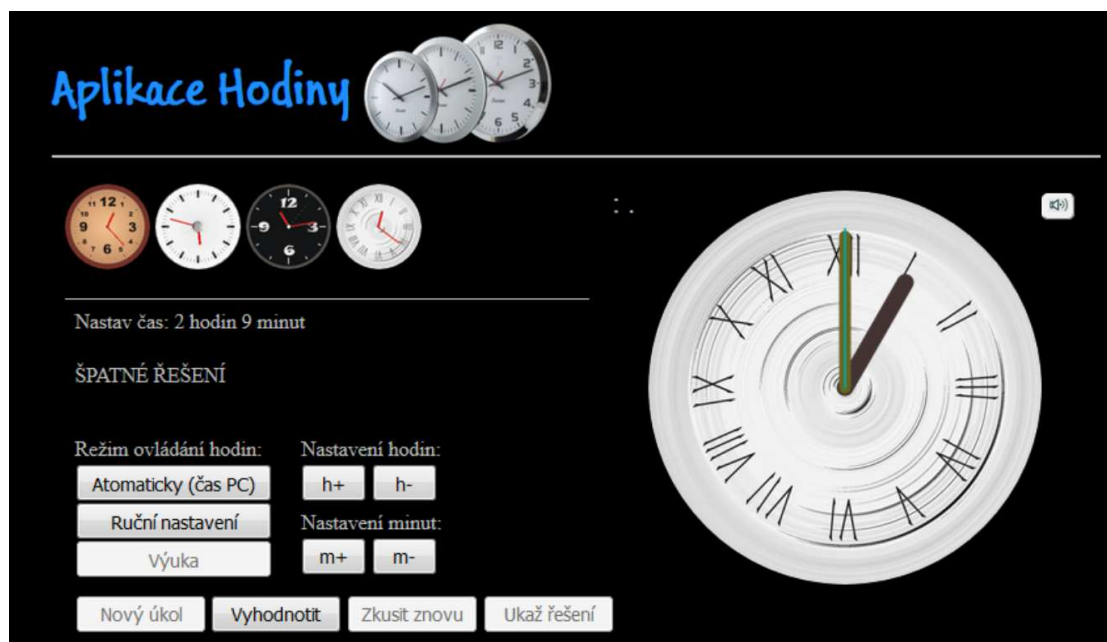 Aplikace Hodiny
: .
Nastav čas: 2 hodin 9 minut
ŠPATNÉ ŘEŠENÍ
Režim ovládání hodin:
Nastavení hodin:
Atomaticky (čas PC)
h+
h-
Ruční nastavení
Nastavení minut:
Výuka
m+
m-
Nový úkol
Vyhodnotit
Zkusit znovu
Ukaž řešení